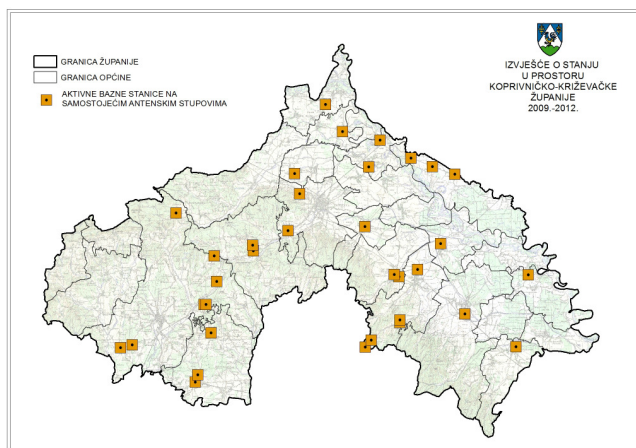 GRANICA ŽUPANIJE
GRANICA OPĆINE
AKTIVNE BAZNE STANICE NA
SAMOSTOJEĆIM ANTENSKIM STUPOVIMA
IZVJEŠĆE O STANJU
U PROSTORU
KOPRIVNIČKO-KRIŽEVAČKE
ŽUPANIJE
2009.-2012.